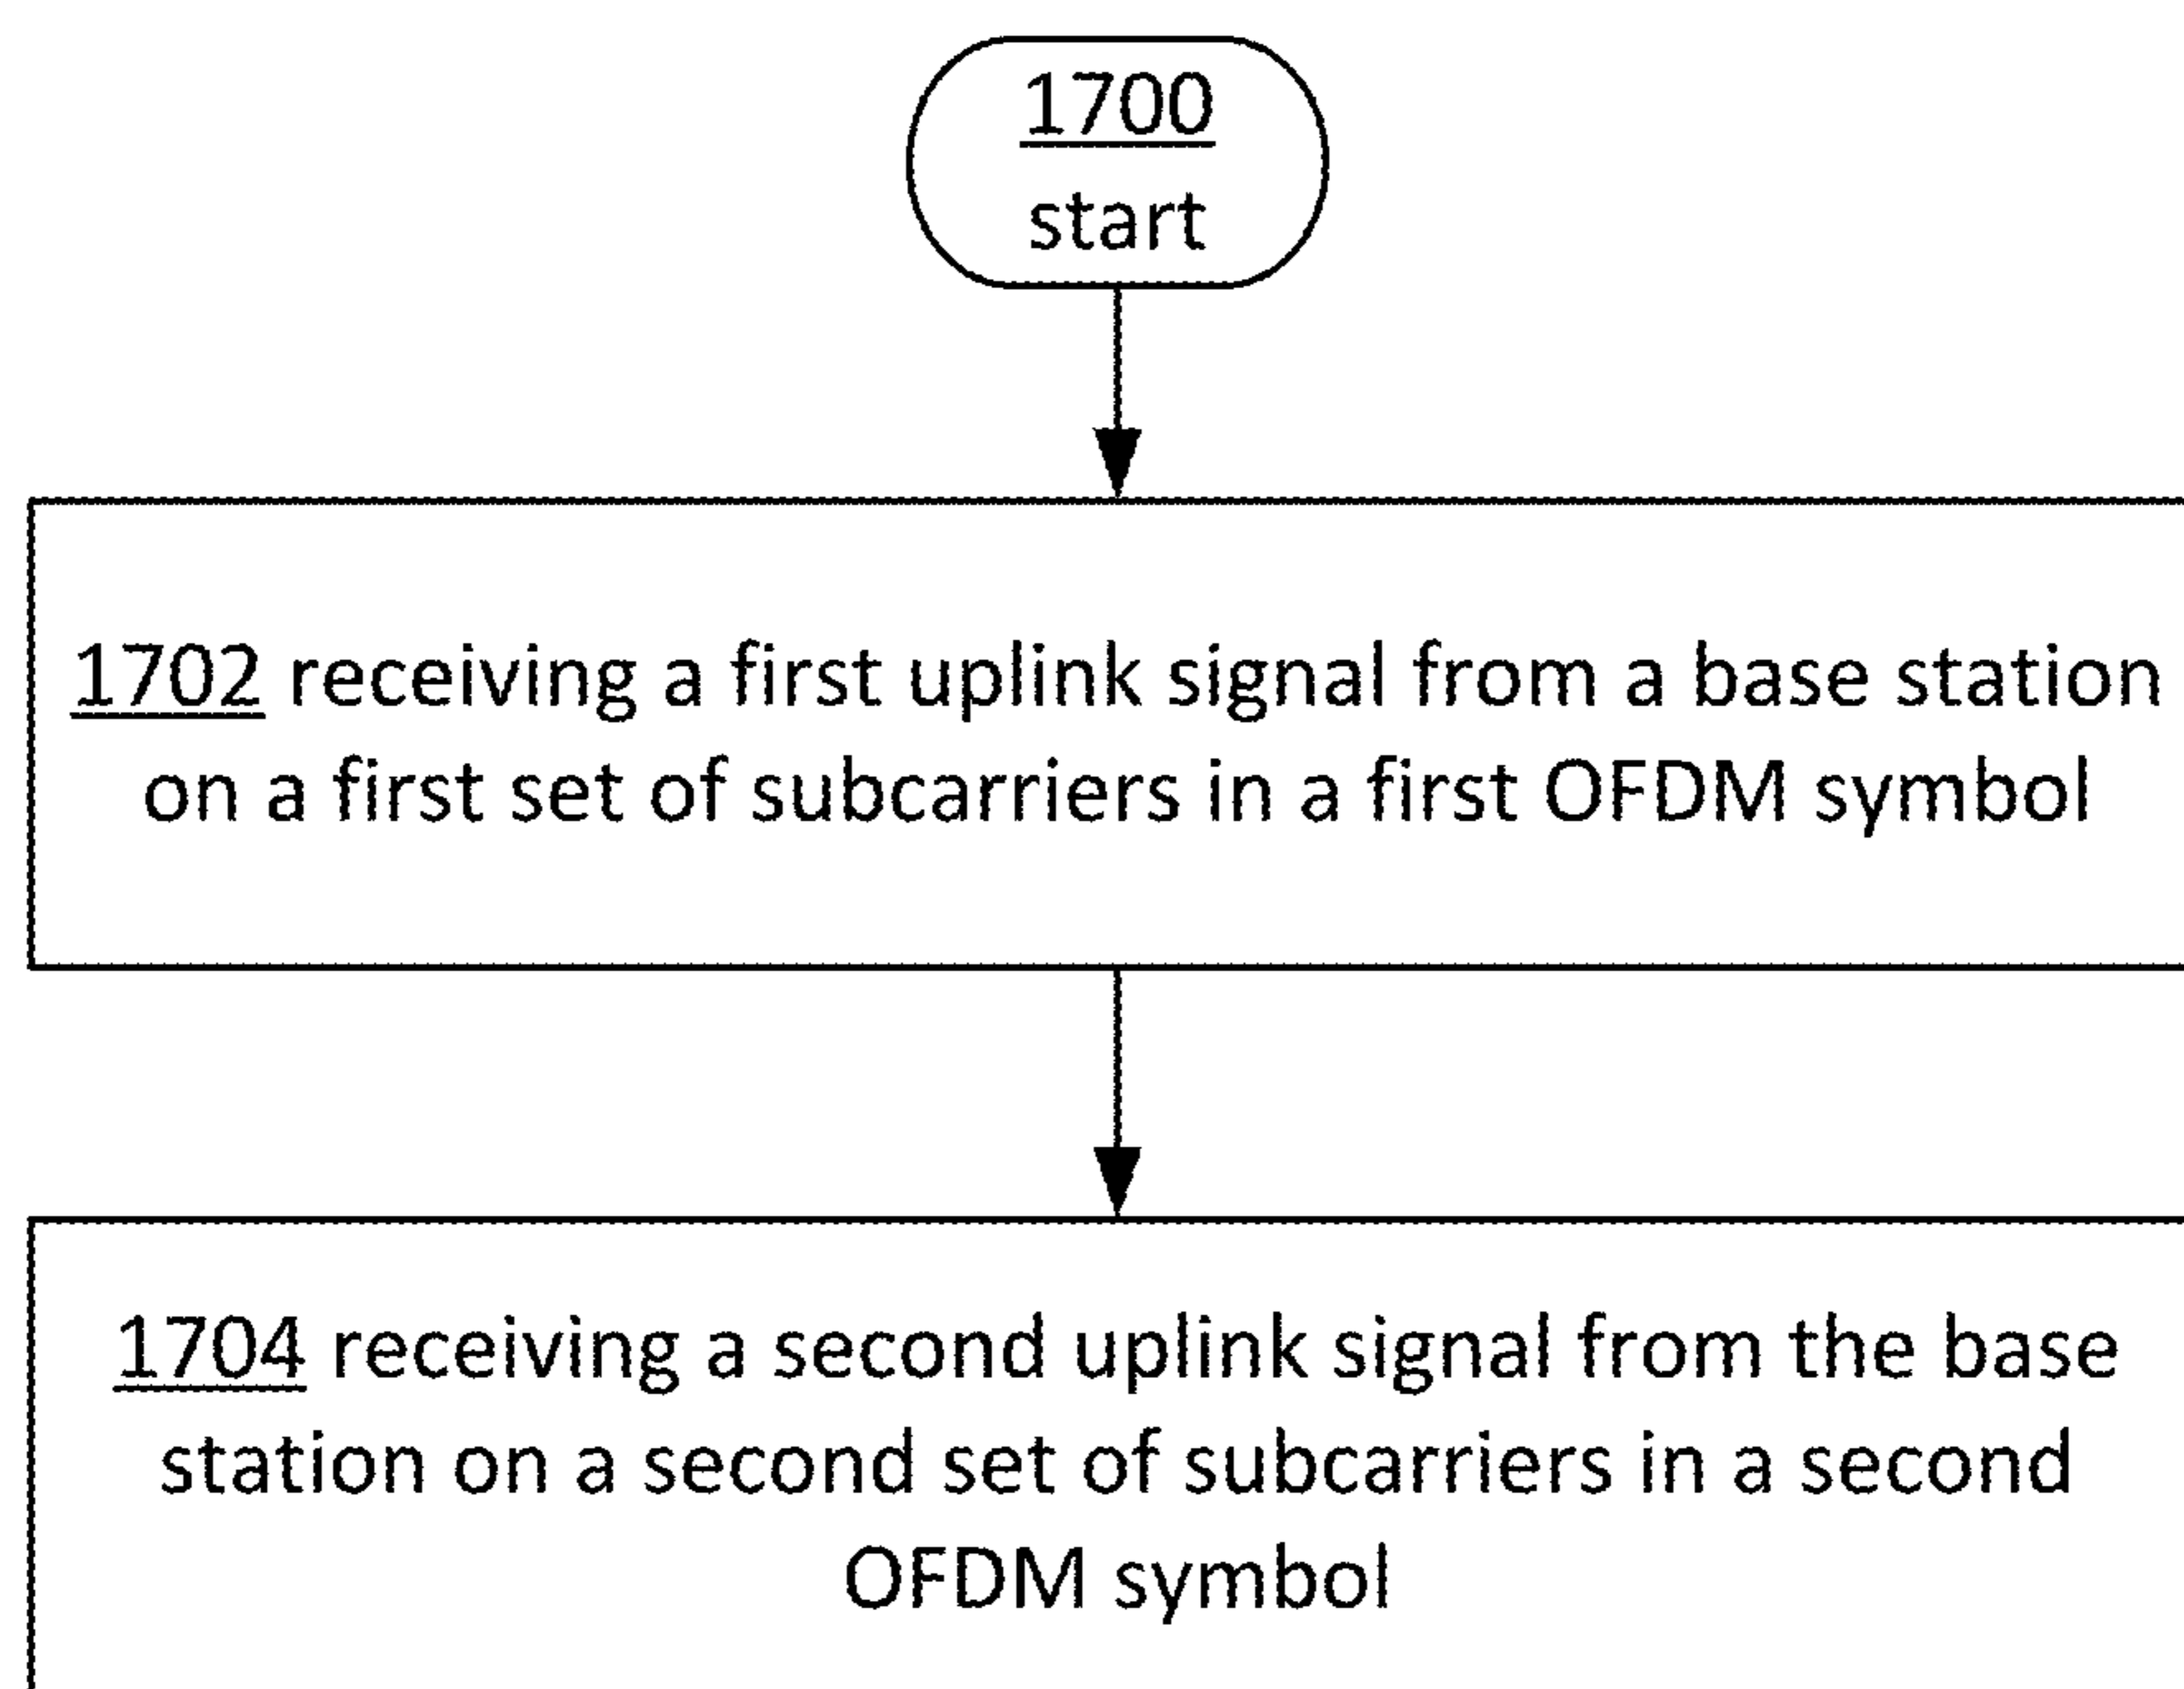 1700
start
1702 receiving a first uplink signal from a base station
on a first set of subcarriers in a first OFDM symbol
1704 receiving a second uplink signal from the base
station on a second set of subcarriers in a second
OFDM symbol